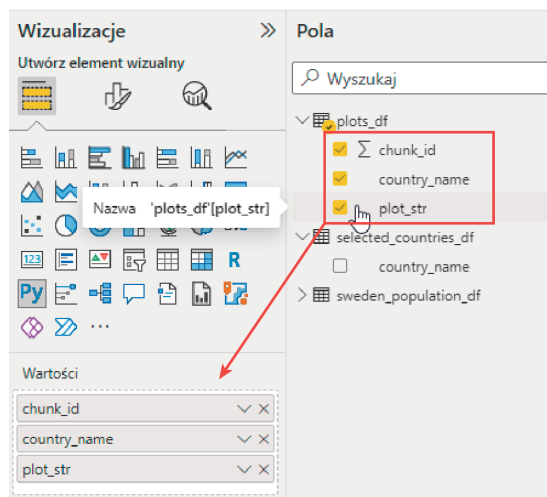 Wizualizacje
Utwórz element wizualny
Nazwa 'plots_df'[plot_str]
123
R
Py
Wartości
chunk_id
country_name
plot_str
Pola
Wyszukaj
plots_df
∑ chunk_id
country_name
plot_str
selected_countries_df
country_name
sweden_population_df